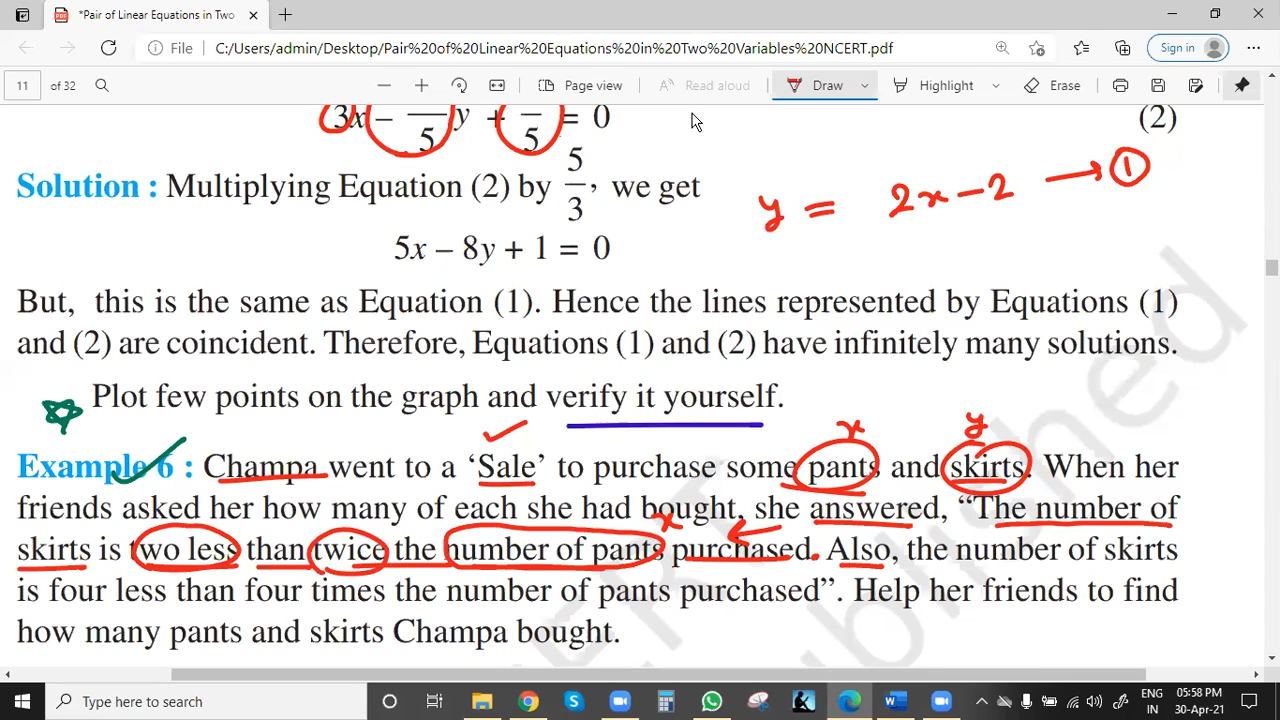 *Pair of Linear Equations in Two
File C:/Users/admin/Desktop/Pair%20of%20Linear%20Equations%20in%20Two%20Variables%20NCERT.pdf Sign in
11 of 32 Page view Read aloud Draw Highlight Erase
3x – 5 y + 5 = 0 (2)
Solution : Multiplying Equation (2) by 5/3, we get
y = 2x – 2 → ①
5x – 8y + 1 = 0
But, this is the same as Equation (1). Hence the lines represented by Equations (1)
and (2) are coincident. Therefore, Equations (1) and (2) have infinitely many solutions.
Plot few points on the graph and verify it yourself.
x y
Example 6 : Champa went to a ‘Sale’ to purchase some pants and skirts. When her
friends asked her how many of each she had bought, she answered, “The number of
x
skirts is two less than twice the number of pants purchased. Also, the number of skirts
is four less than four times the number of pants purchased”. Help her friends to find
how many pants and skirts Champa bought.
Type here to search ENG 05:58 PM
IN 30-Apr-21